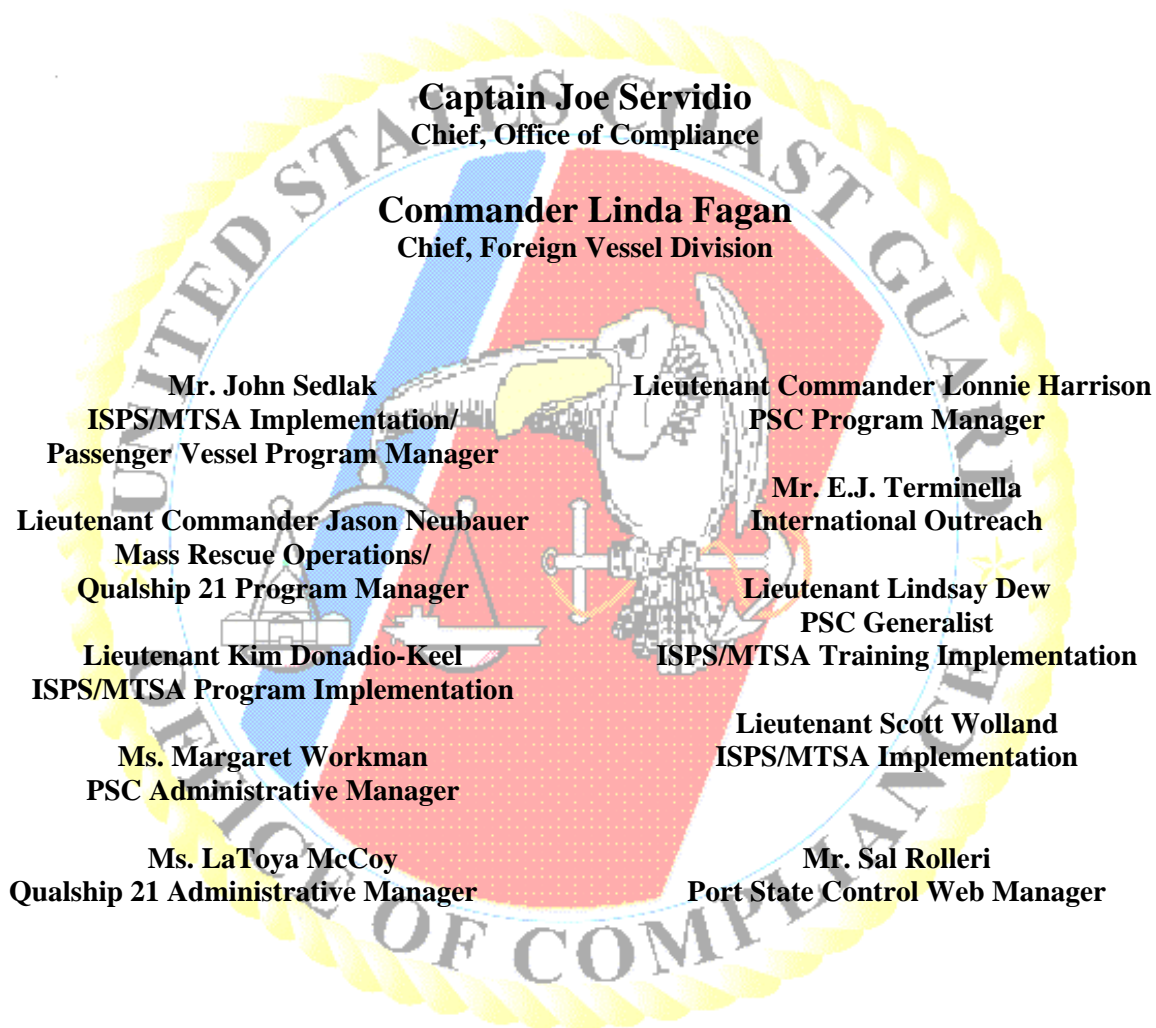 UNITED STATES COAST GUARD
Captain Joe Servidio
Chief, Office of Compliance
Commander Linda Fagan
Chief, Foreign Vessel Division
Mr. John Sedlak
ISPS/MTSA Implementation/
Passenger Vessel Program Manager
Lieutenant Commander Jason Neubauer
Mass Rescue Operations/
Qualship 21 Program Manager
Lieutenant Kim Donadio-Keel
ISPS/MTSA Program Implementation
Ms. Margaret Workman
PSC Administrative Manager
Ms. LaToya McCoy
Qualship 21 Administrative Manager
Lieutenant Commander Lonnie Harrison
PSC Program Manager
Mr. E.J. Terminella
International Outreach
Lieutenant Lindsay Dew
PSC Generalist
ISPS/MTSA Training Implementation
Lieutenant Scott Wolland
ISPS/MTSA Implementation
Mr. Sal Rolleri
Port State Control Web Manager
OFFICE OF COMPLIANCE